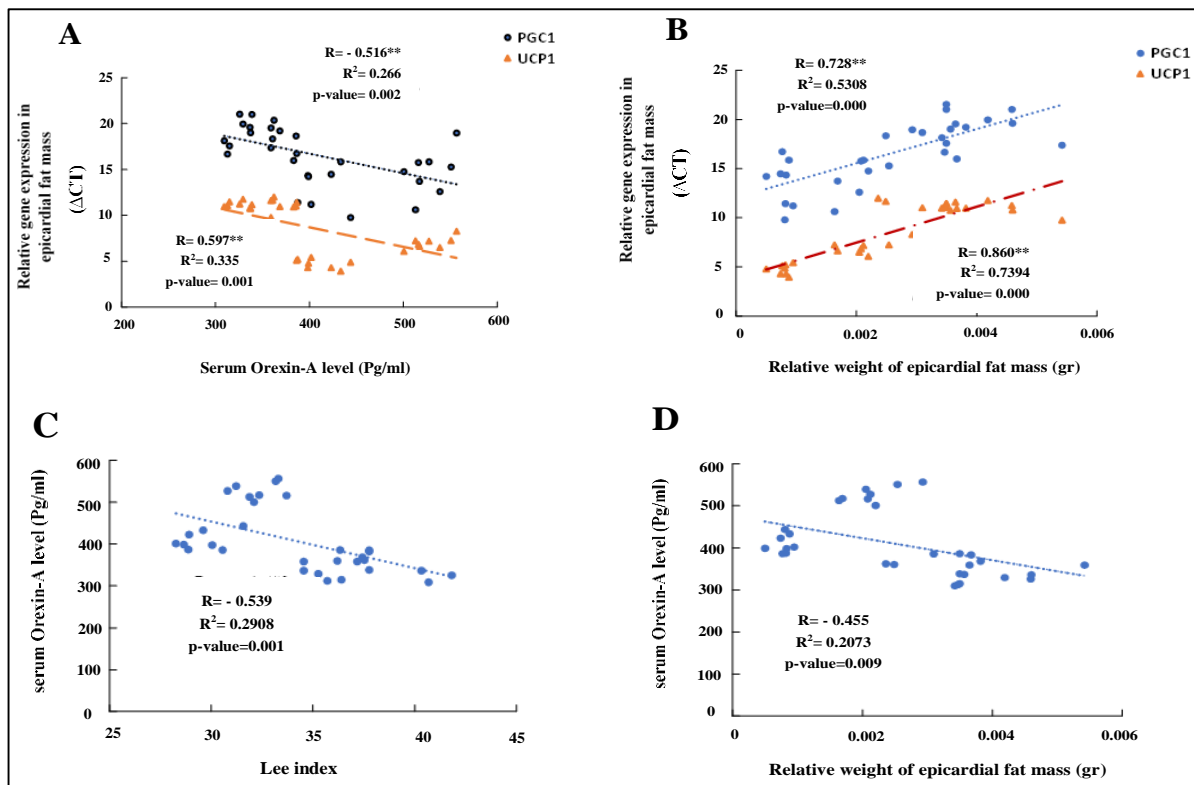 A
PGC1
UCP1
R= - 0.516**
R²= 0.266
p-value= 0.002
R= 0.597**
R²= 0.335
p-value= 0.001
Relative gene expression in
epicardial fat mass
(ΔCT)
25
20
15
10
5
0
200
300
400
500
600
Serum Orexin-A level (Pg/ml)
B
PGC1
UCP1
R= 0.728**
R²= 0.5308
p-value=0.000
R= 0.860**
R²= 0.7394
p-value= 0.000
Relative gene expression in
epicardial fat mass
(ΔCT)
25
20
15
10
5
0
0
0.002
0.004
0.006
Relative weight of epicardial fat mass (gr)
C
serum Orexin-A level (Pg/ml)
600
500
400
300
200
100
0
R= - 0.539
R²= 0.2908
p-value=0.001
25
30
35
40
45
Lee index
D
serum Orexin-A level (Pg/ml)
600
500
400
300
200
100
0
R= - 0.455
R²= 0.2073
p-value=0.009
0
0.002
0.004
0.006
Relative weight of epicardial fat mass (gr)